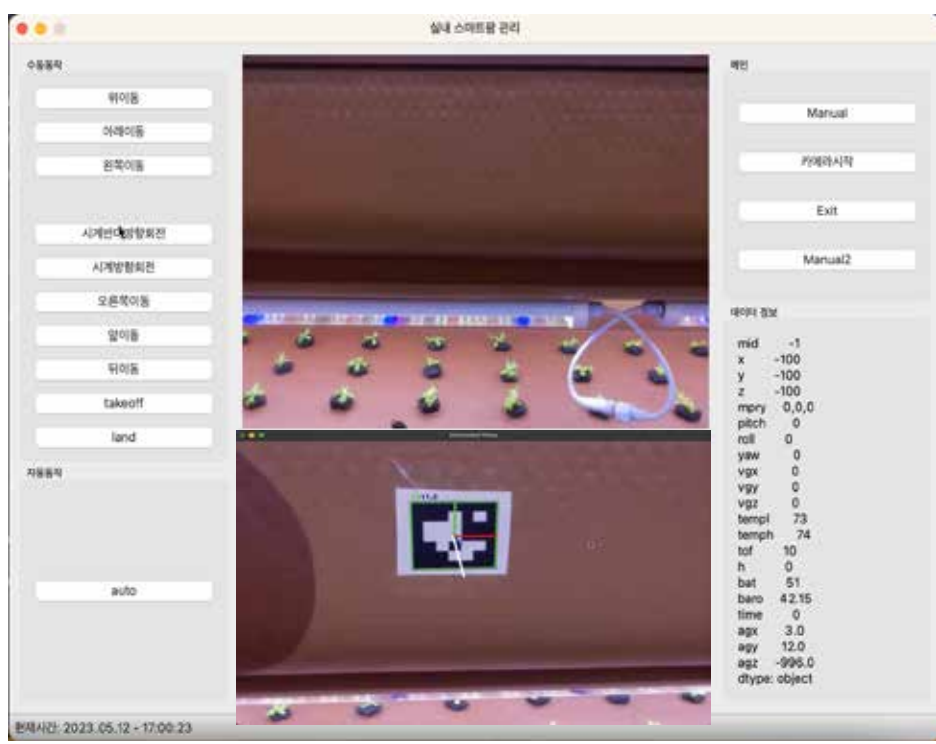 실내 스마트팜 관리
수동동작
위이동
아래이동
왼쪽이동
시계반대방향회전
시계방향회전
오른쪽이동
앞이동
뒤이동
takeoff
land
자동동작
auto
메인
Manual
카메라시작
Exit
Manual2
데이터 정보
mid -1
x -100
y -100
z -100
mpry 0,0,0
pitch 0
roll 0
yaw 0
vgx 0
vgy 0
vgz 0
templ 73
temph 74
tof 10
h 0
bat 51
baro 42.15
time 0
agx 3.0
agy 12.0
agz -996.0
dtype: object
현재시간: 2023.05.12 - 17:00:23